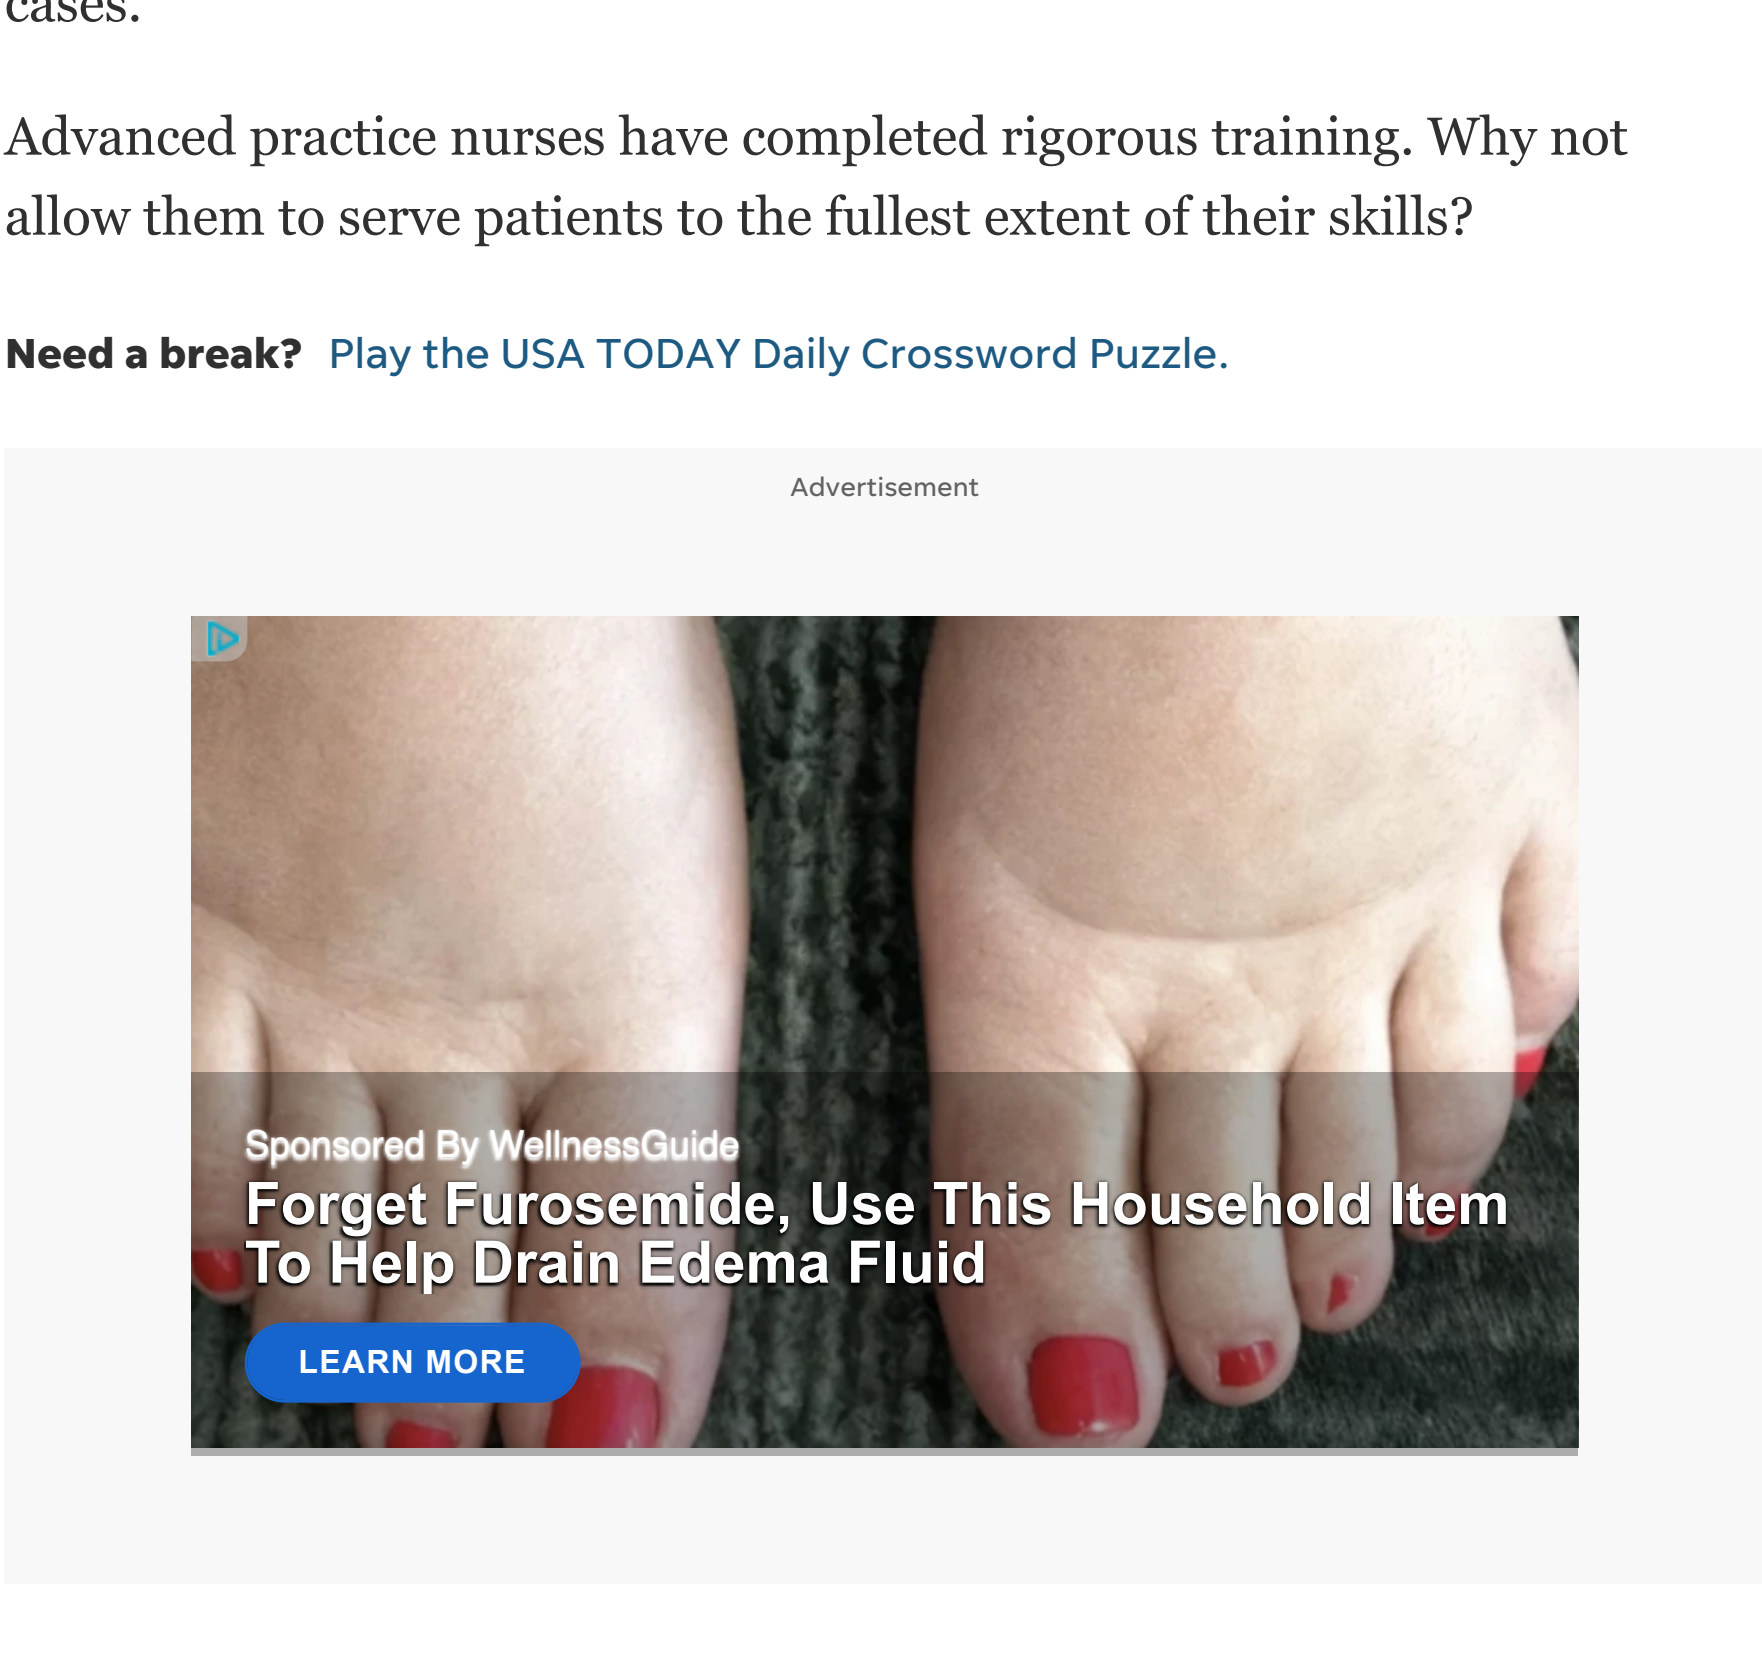 cases.
Advanced practice nurses have completed rigorous training. Why not
allow them to serve patients to the fullest extent of their skills?
Need a break? Play the USA TODAY Daily Crossword Puzzle.
Advertisement
Sponsored By WellnessGuide
Forget Furosemide, Use This Household Item
To Help Drain Edema Fluid
LEARN MORE